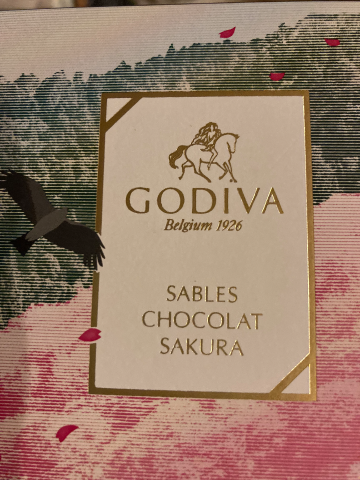 GODIVA
Belgium 1926
SABLES
CHOCOLAT
SAKURA